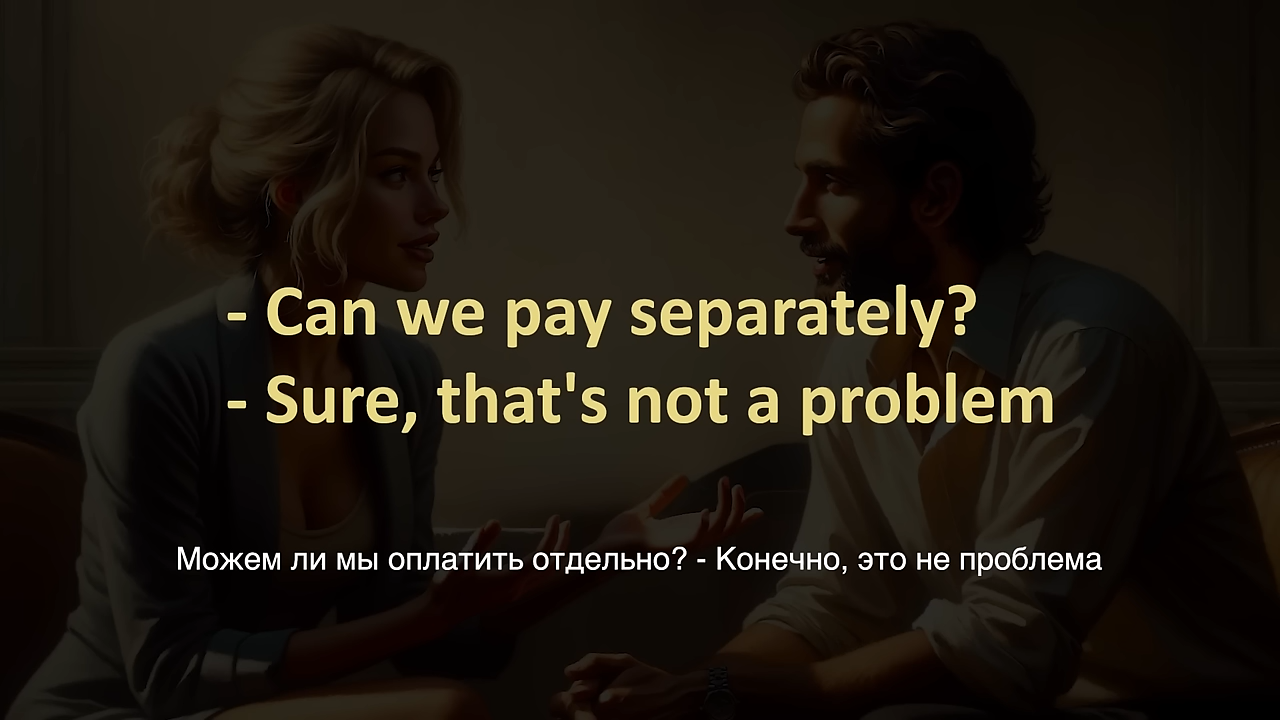 - Can we pay separately?
- Sure, that's not a problem
Можем ли мы оплатить отдельно? - Конечно, это не проблема